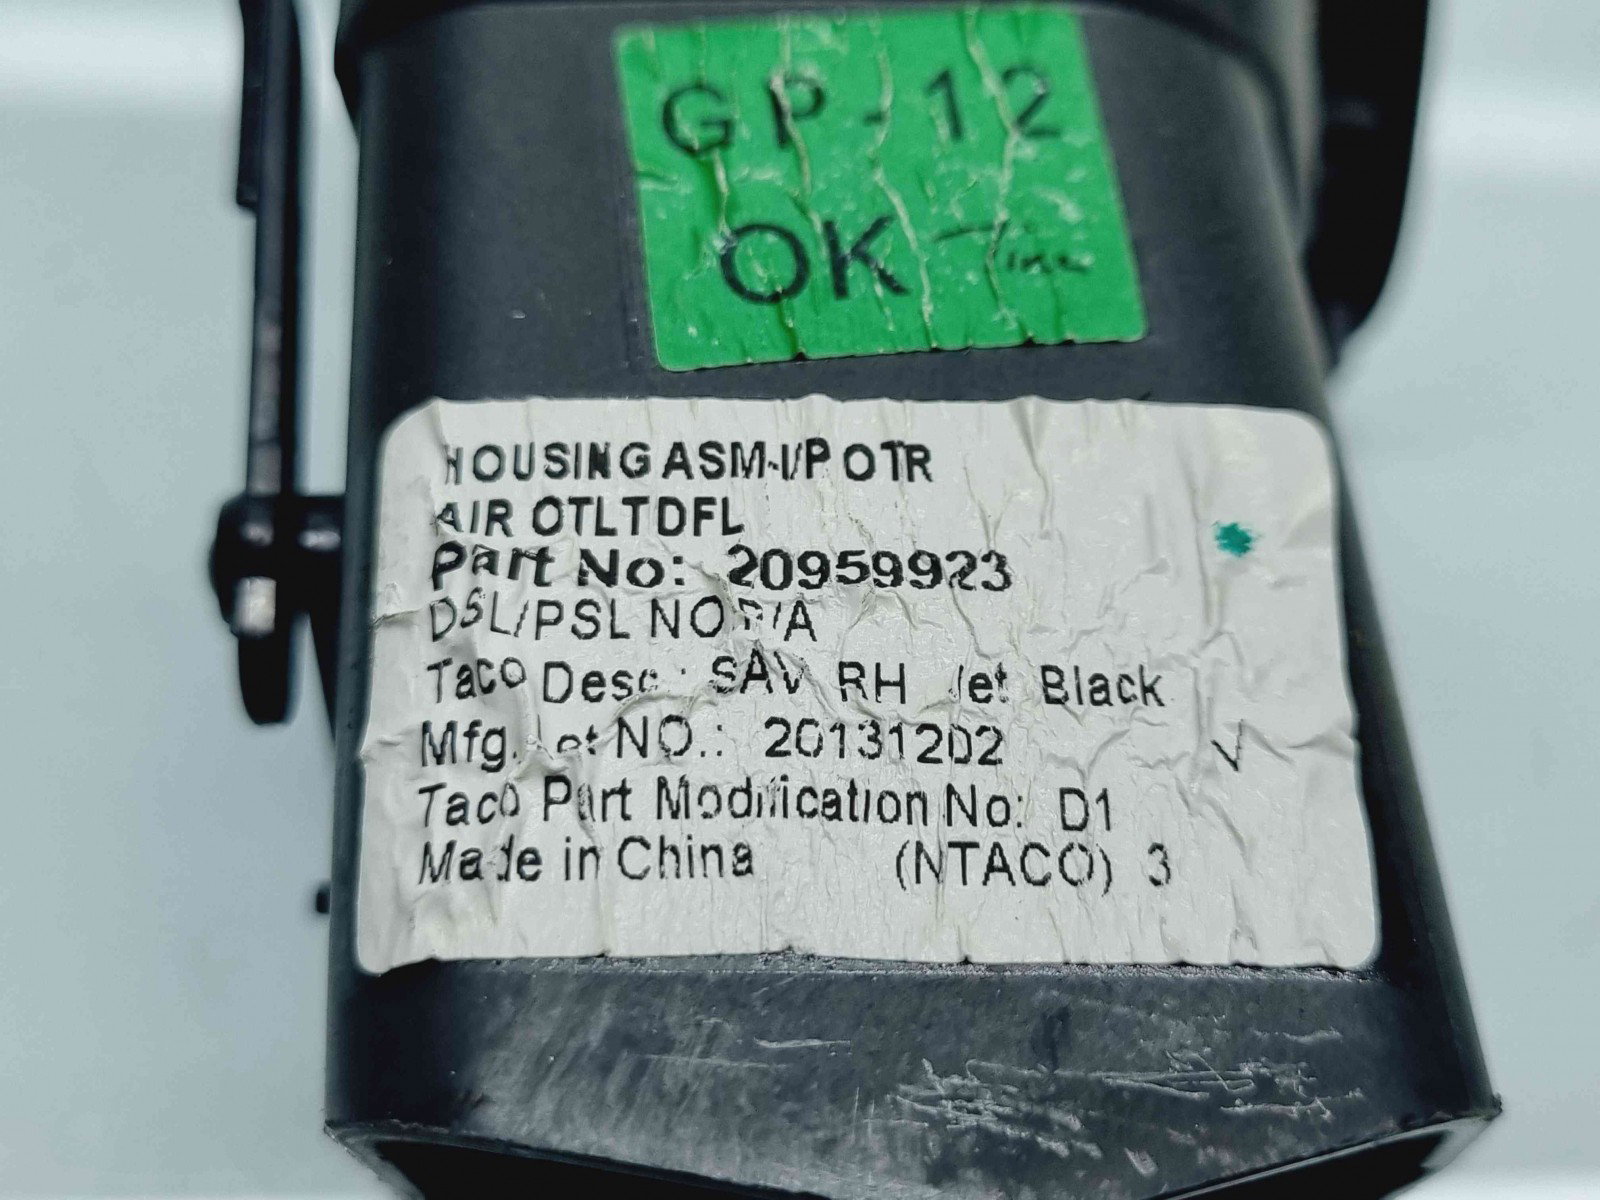 GP-12
OK
HOUSING ASM-I/P OTR
AIR OTLT DFL
Part No: 20959923
DSL/PSL NO:
Taco Desc: SAV RH Jet Black
Mfg. Lot NO.: 20131202
V
Taco Part Modification No: D1
Made in China (NTACO) 3